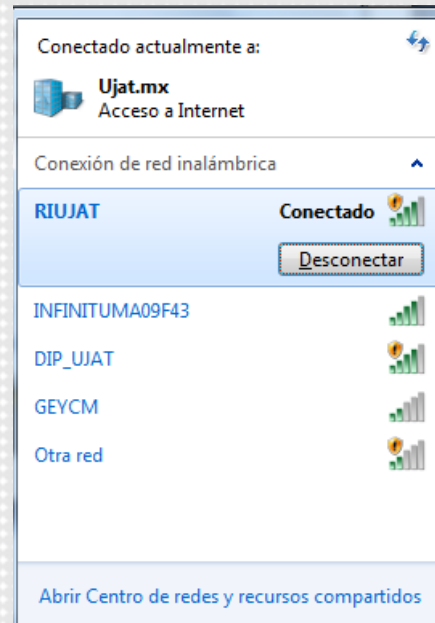 Conectado actualmente a:
Ujat.mx
Acceso a Internet
Conexión de red inalámbrica
RIUJAT Conectado
Desconectar
INFINITUMA09F43
DIP_UJAT
GEYCM
Otra red
Abrir Centro de redes y recursos compartidos